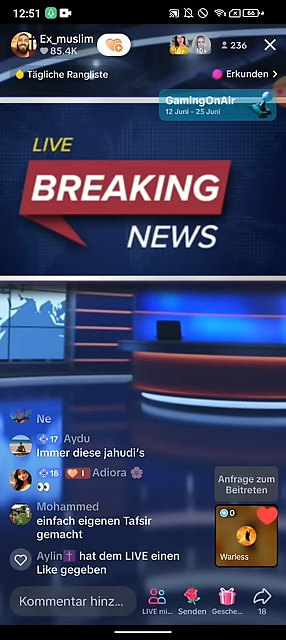 12:51
Ex_muslim
85.4K
10+
10+
236
Tägliche Rangliste
Erkunden >
GamingOnAir
12 Juni - 25 Juni
LIVE
BREAKING
NEWS
Ne
17 Aydu
Immer diese jahudi's
18 I Adiora 🌸
👀
Mohammed
einfach eigenen Tafsir
gemacht
Aylin✝️ hat dem LIVE einen
Like gegeben
Anfrage zum
Beitreten
0
Warless
Kommentar hinz...
LIVE mi...
Senden
Gesche...
18